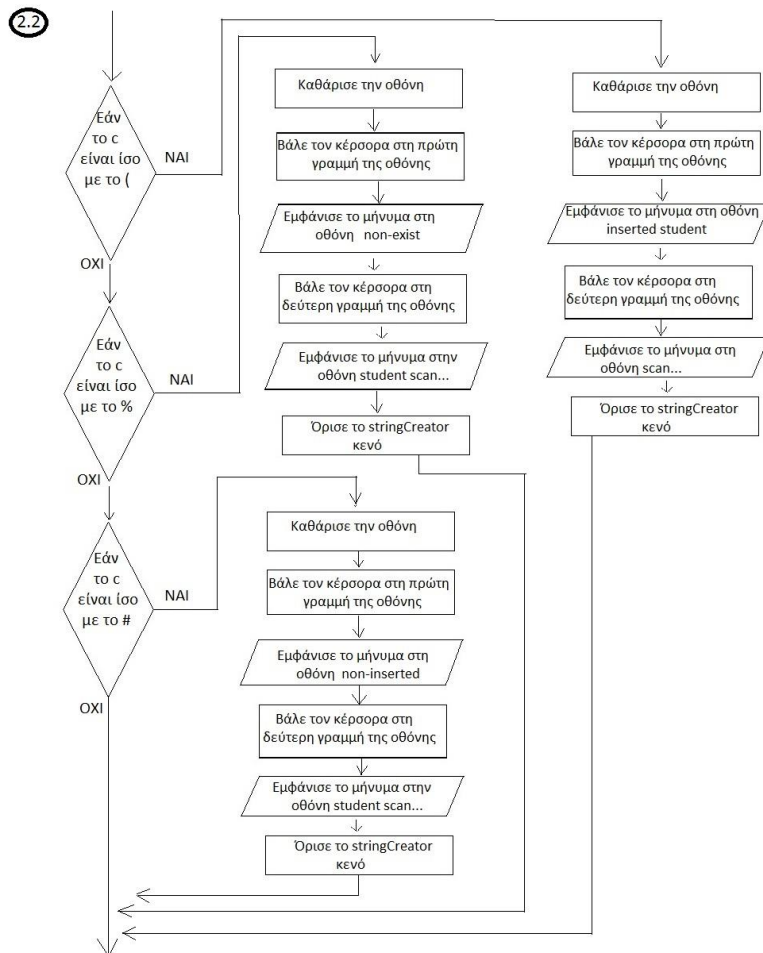 2.2
Εάν
το c
είναι ίσο
με το (
ΝΑΙ
ΟΧΙ
Καθάρισε την οθόνη
Βάλε τον κέρσορα στη πρώτη
γραμμή της οθόνης
Εμφάνισε το μήνυμα στη οθόνη
inserted student
Βάλε τον κέρσορα στη
δεύτερη γραμμή της οθόνης
Εμφάνισε το μήνυμα στη
οθόνη scan...
Όρισε το stringCreator
κενό
Εάν
το c
είναι ίσο
με το %
ΝΑΙ
ΟΧΙ
Καθάρισε την οθόνη
Βάλε τον κέρσορα στη πρώτη
γραμμή της οθόνης
Εμφάνισε το μήνυμα στη
οθόνη non-exist
Βάλε τον κέρσορα στη
δεύτερη γραμμή της οθόνης
Εμφάνισε το μήνυμα στην
οθόνη student scan...
Όρισε το stringCreator
κενό
Εάν
το c
είναι ίσο
με το #
ΝΑΙ
ΟΧΙ
Καθάρισε την οθόνη
Βάλε τον κέρσορα στη πρώτη
γραμμή της οθόνης
Εμφάνισε το μήνυμα στη
οθόνη non-inserted
Βάλε τον κέρσορα στη
δεύτερη γραμμή της οθόνης
Εμφάνισε το μήνυμα στην
οθόνη student scan...
Όρισε το stringCreator
κενό